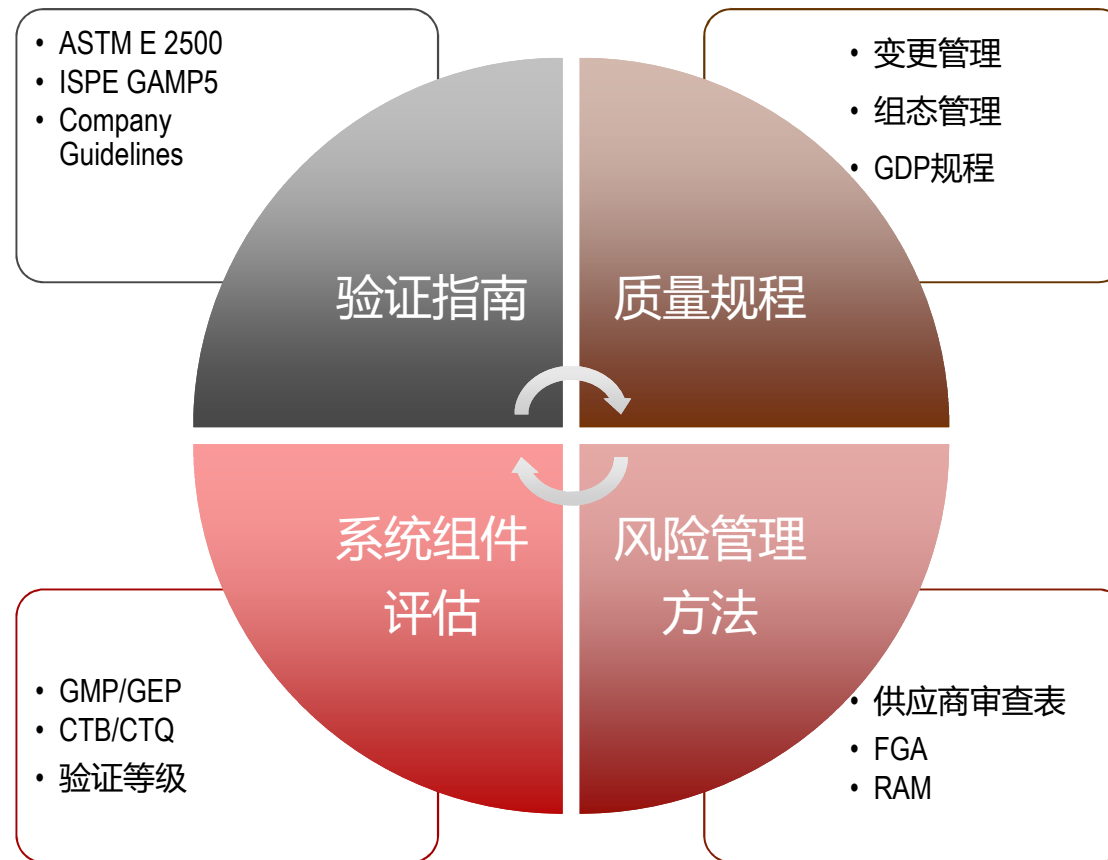 • ASTM E 2500
• ISPE GAMP5
• Company
Guidelines
• 变更管理
• 组态管理
• GDP规程
验证指南
质量规程
系统组件
评估
风险管理
方法
• GMP/GEP
• CTB/CTQ
• 验证等级
• 供应商审查表
• FGA
• RAM